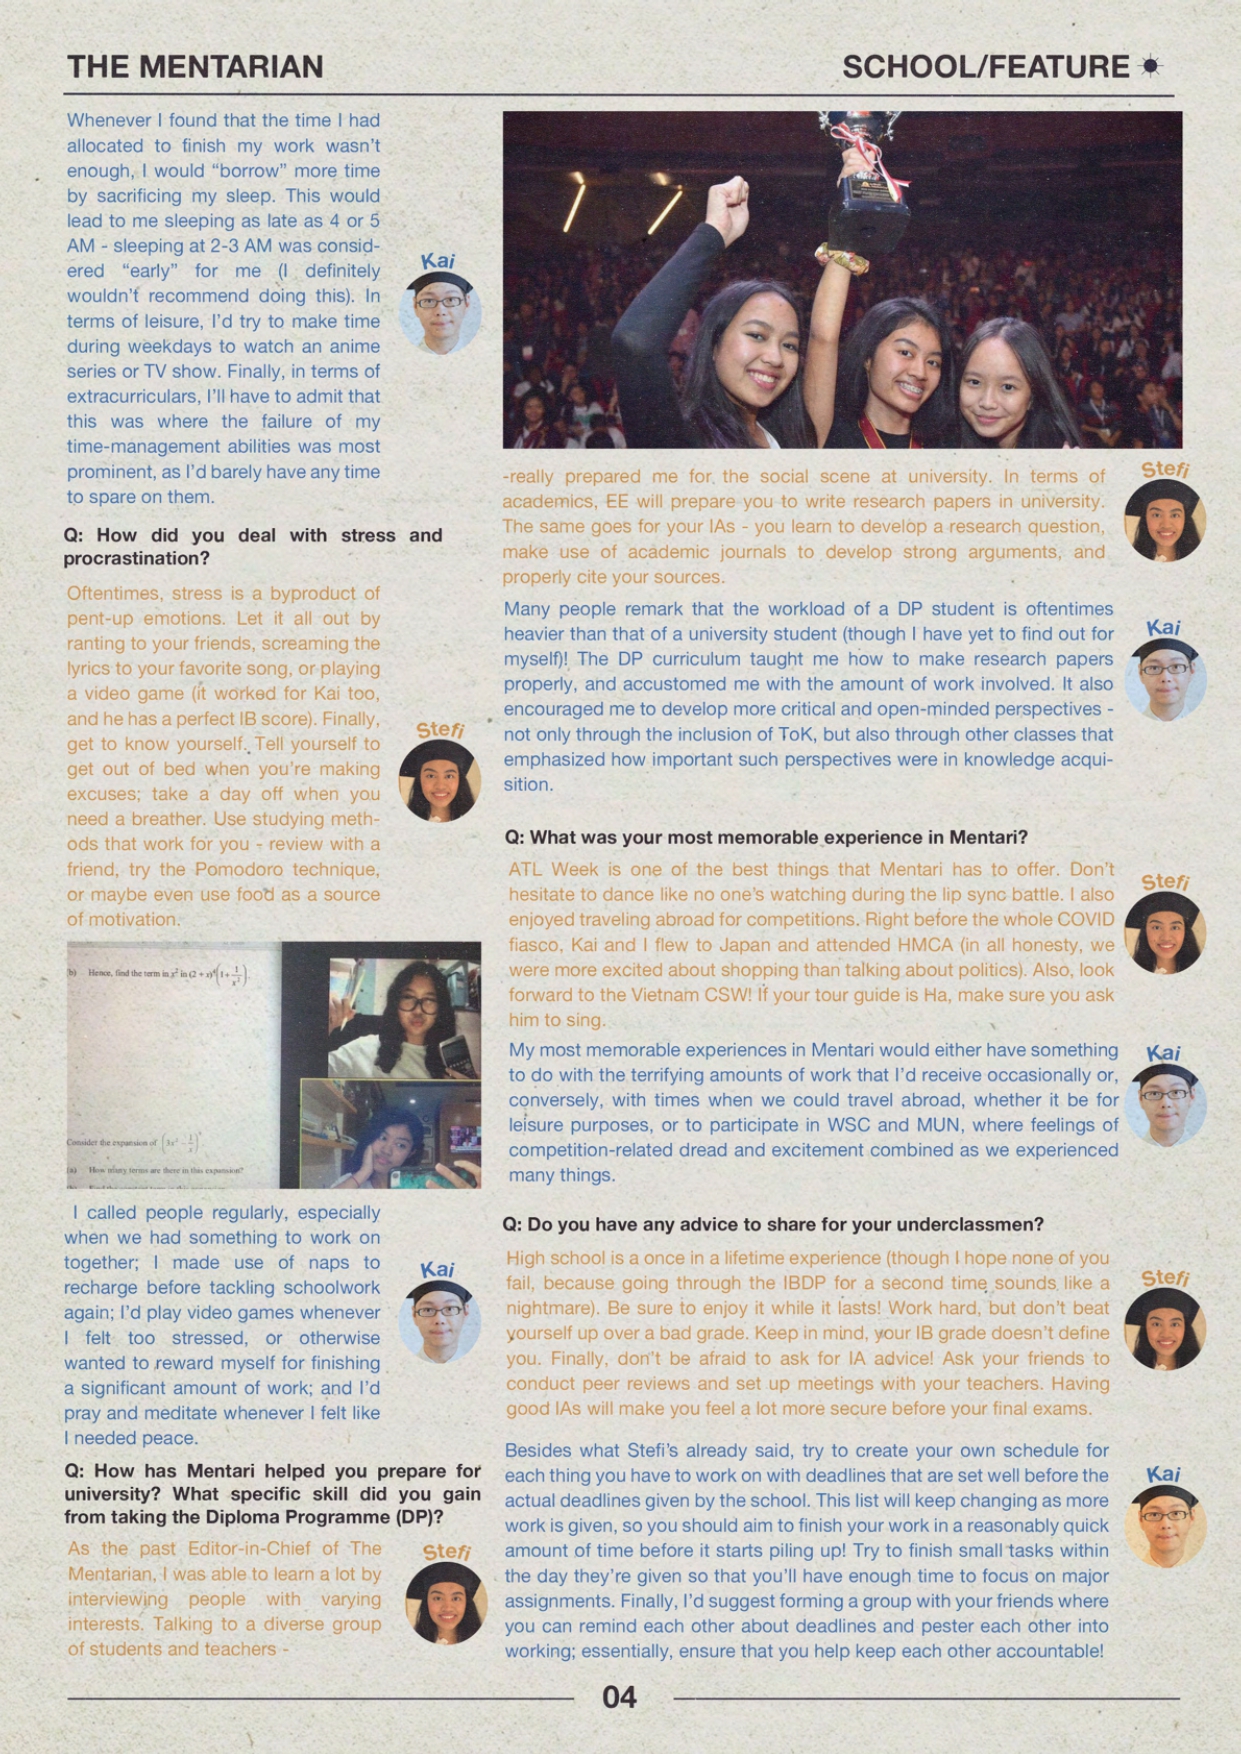 THE MENTARIAN
SCHOOL/FEATURE
Whenever I found that the time I had
allocated to finish my work wasn't
enough, I would “borrow” more time
by sacrificing my sleep. This would
lead to me sleeping as late as 4 or 5
AM - sleeping at 2-3 AM was consid-
ered “early” for me (I definitely
wouldn't recommend doing this). In
terms of leisure, I'd try to make time
during weekdays to watch an anime
series or TV show. Finally, in terms of
extracurriculars, I'll have to admit that
this was where the failure of my
time-management abilities was most
prominent, as I'd barely have any time
to spare on them.
Kai
Q: How did you deal with stress and
procrastination?
Oftentimes, stress is a byproduct of
pent-up emotions. Let it all out by
ranting to your friends, screaming the
lyrics to your favorite song, or playing
a video game (it worked for Kai too,
and he has a perfect IB score). Finally,
get to know yourself. Tell yourself to
get out of bed when you're making
excuses; take a day off when you
need a breather. Use studying meth-
ods that work for you - review with a
friend, try the Pomodoro technique,
or maybe even use food as a source
of motivation.
Stefi
b) Hence, find the term in x² in (2 + x)⁴(1 + 1/x²).
Consider the expansion of
(a) How many terms are there in this expansion?
I called people regularly, especially
when we had something to work on
together; I made use of naps to
recharge before tackling schoolwork
again; I'd play video games whenever
I felt too stressed, or otherwise
wanted to reward myself for finishing
a significant amount of work; and I'd
pray and meditate whenever I felt like
I needed peace.
Kai
Q: How has Mentari helped you prepare for
university? What specific skill did you gain
from taking the Diploma Programme (DP)?
As the past Editor-in-Chief of The
Mentarian, I was able to learn a lot by
interviewing people with varying
interests. Talking to a diverse group
of students and teachers -
Stefi
-really prepared me for the social scene at university. In terms of
academics, EE will prepare you to write research papers in university.
The same goes for your IAs - you learn to develop a research question,
make use of academic journals to develop strong arguments, and
properly cite your sources.
Stefi
Many people remark that the workload of a DP student is oftentimes
heavier than that of a university student (though I have yet to find out for
myself)! The DP curriculum taught me how to make research papers
properly, and accustomed me with the amount of work involved. It also
encouraged me to develop more critical and open-minded perspectives -
not only through the inclusion of ToK, but also through other classes that
emphasized how important such perspectives were in knowledge acqui-
sition.
Kai
Q: What was your most memorable experience in Mentari?
ATL Week is one of the best things that Mentari has to offer. Don't
hesitate to dance like no one's watching during the lip sync battle. I also
enjoyed traveling abroad for competitions. Right before the whole COVID
fiasco, Kai and I flew to Japan and attended HMCA (in all honesty, we
were more excited about shopping than talking about politics). Also, look
forward to the Vietnam CSW! If your tour guide is Ha, make sure you ask
him to sing.
Stefi
My most memorable experiences in Mentari would either have something
to do with the terrifying amounts of work that I'd receive occasionally or,
conversely, with times when we could travel abroad, whether it be for
leisure purposes, or to participate in WSC and MUN, where feelings of
competition-related dread and excitement combined as we experienced
many things.
Kai
Q: Do you have any advice to share for your underclassmen?
High school is a once in a lifetime experience (though I hope none of you
fail, because going through the IBDP for a second time sounds like a
nightmare). Be sure to enjoy it while it lasts! Work hard, but don't beat
yourself up over a bad grade. Keep in mind, your IB grade doesn't define
you. Finally, don't be afraid to ask for IA advice! Ask your friends to
conduct peer reviews and set up meetings with your teachers. Having
good IAs will make you feel a lot more secure before your final exams.
Stefi
Besides what Stefi's already said, try to create your own schedule for
each thing you have to work on with deadlines that are set well before the
actual deadlines given by the school. This list will keep changing as more
work is given, so you should aim to finish your work in a reasonably quick
amount of time before it starts piling up! Try to finish small tasks within
the day they're given so that you'll have enough time to focus on major
assignments. Finally, I'd suggest forming a group with your friends where
you can remind each other about deadlines and pester each other into
working; essentially, ensure that you help keep each other accountable!
Kai
04